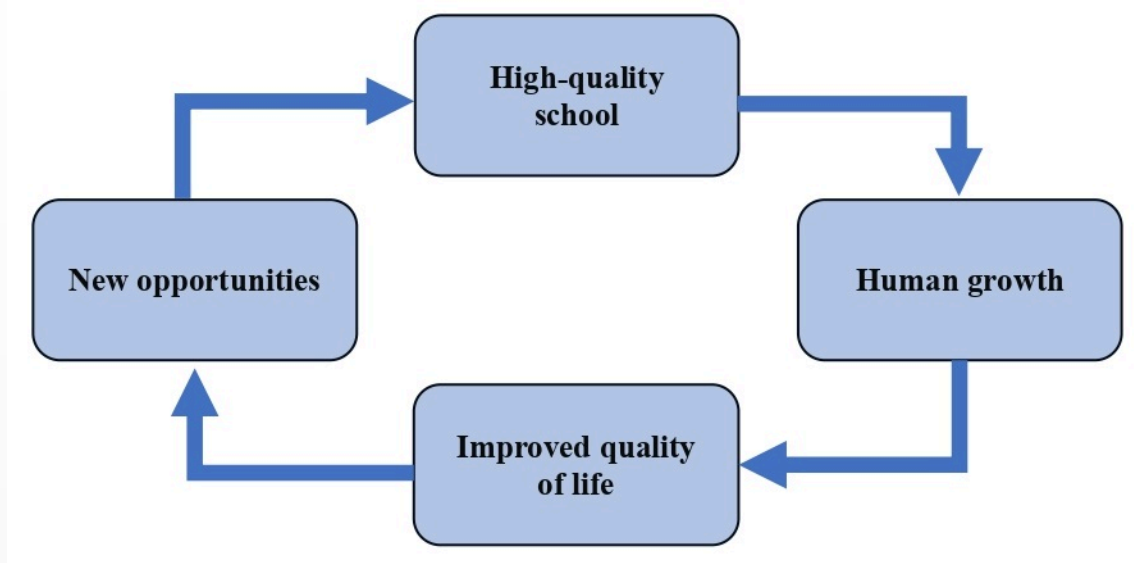 High-quality
school
New opportunities
Human growth
Improved quality
of life